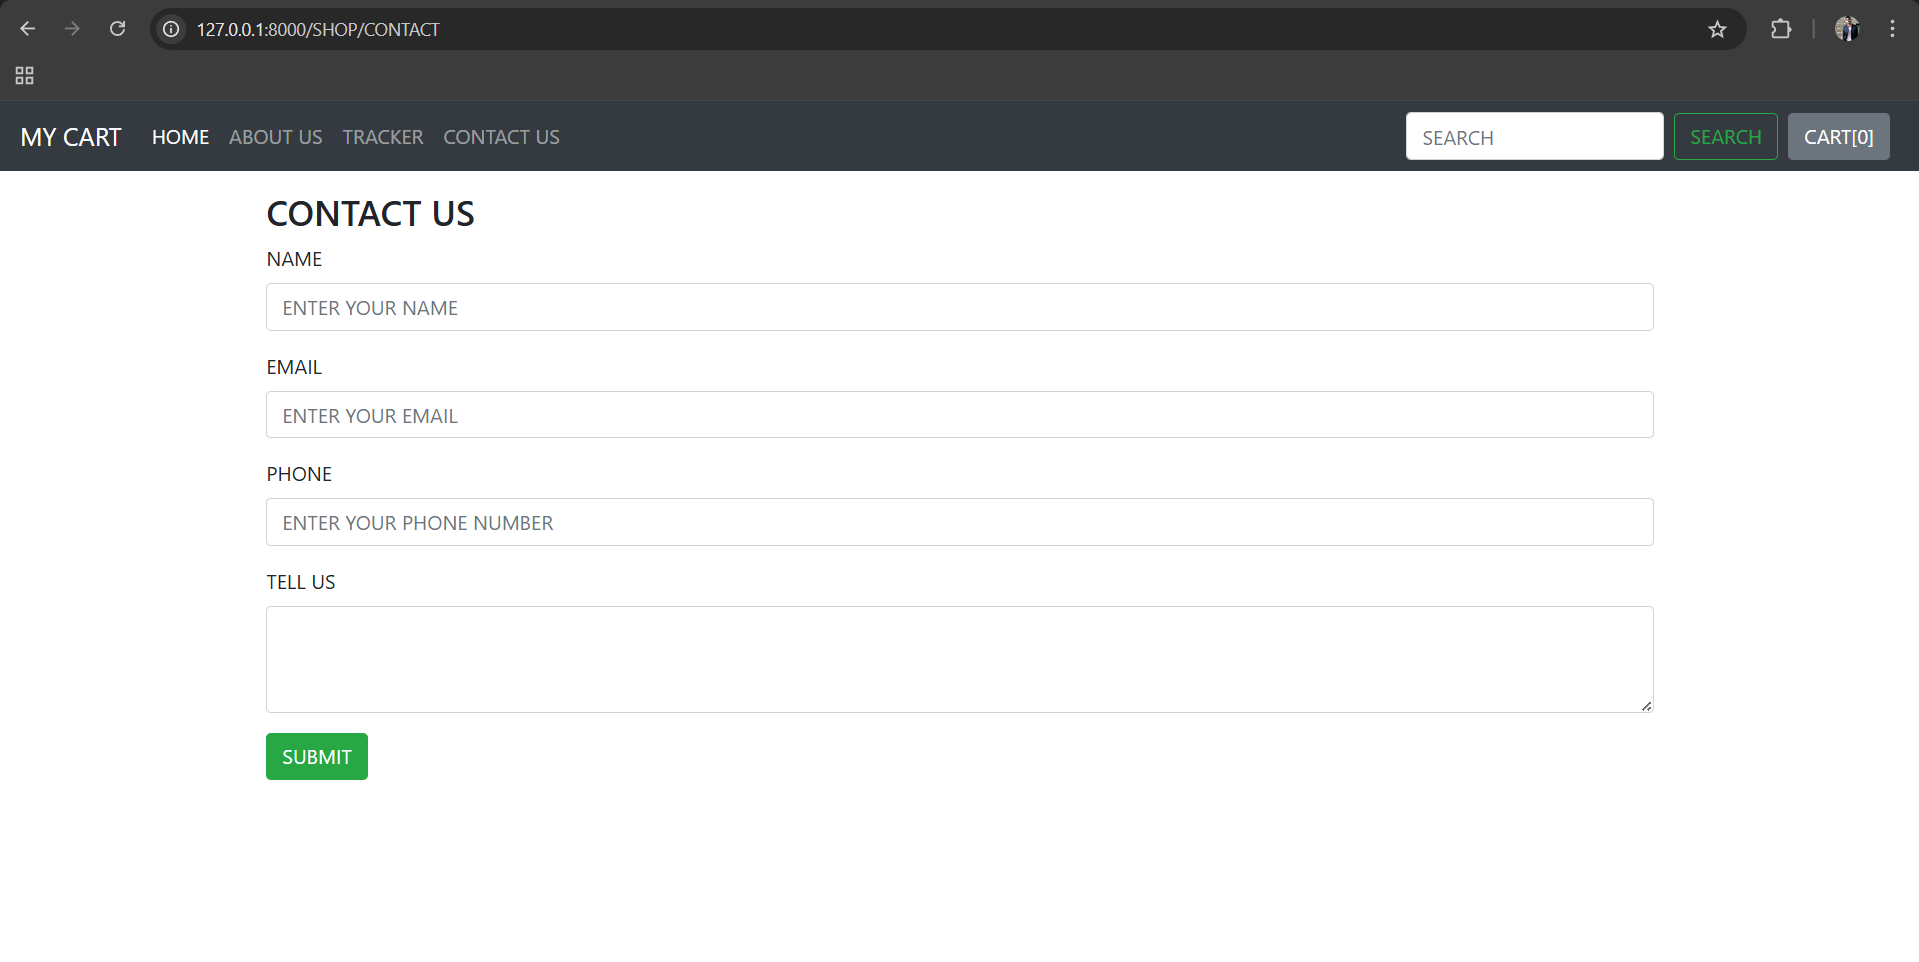 127.0.0.1:8000/SHOP/CONTACT
MY CART HOME ABOUT US TRACKER CONTACT US SEARCH SEARCH CART[0]
CONTACT US
NAME
ENTER YOUR NAME
EMAIL
ENTER YOUR EMAIL
PHONE
ENTER YOUR PHONE NUMBER
TELL US
SUBMIT